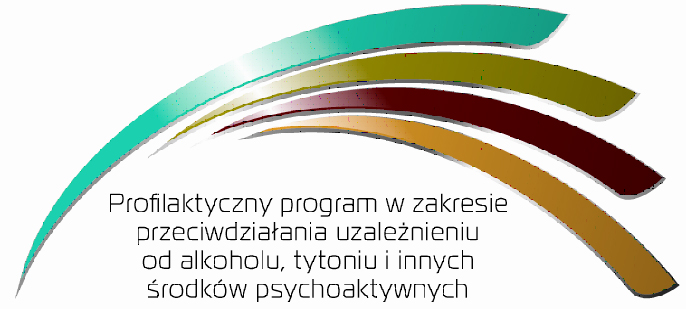 Profilaktyczny program w zakresie
przeciwdziałania uzależnieniu
od alkoholu, tytoniu i innych
środków psychoaktywnych